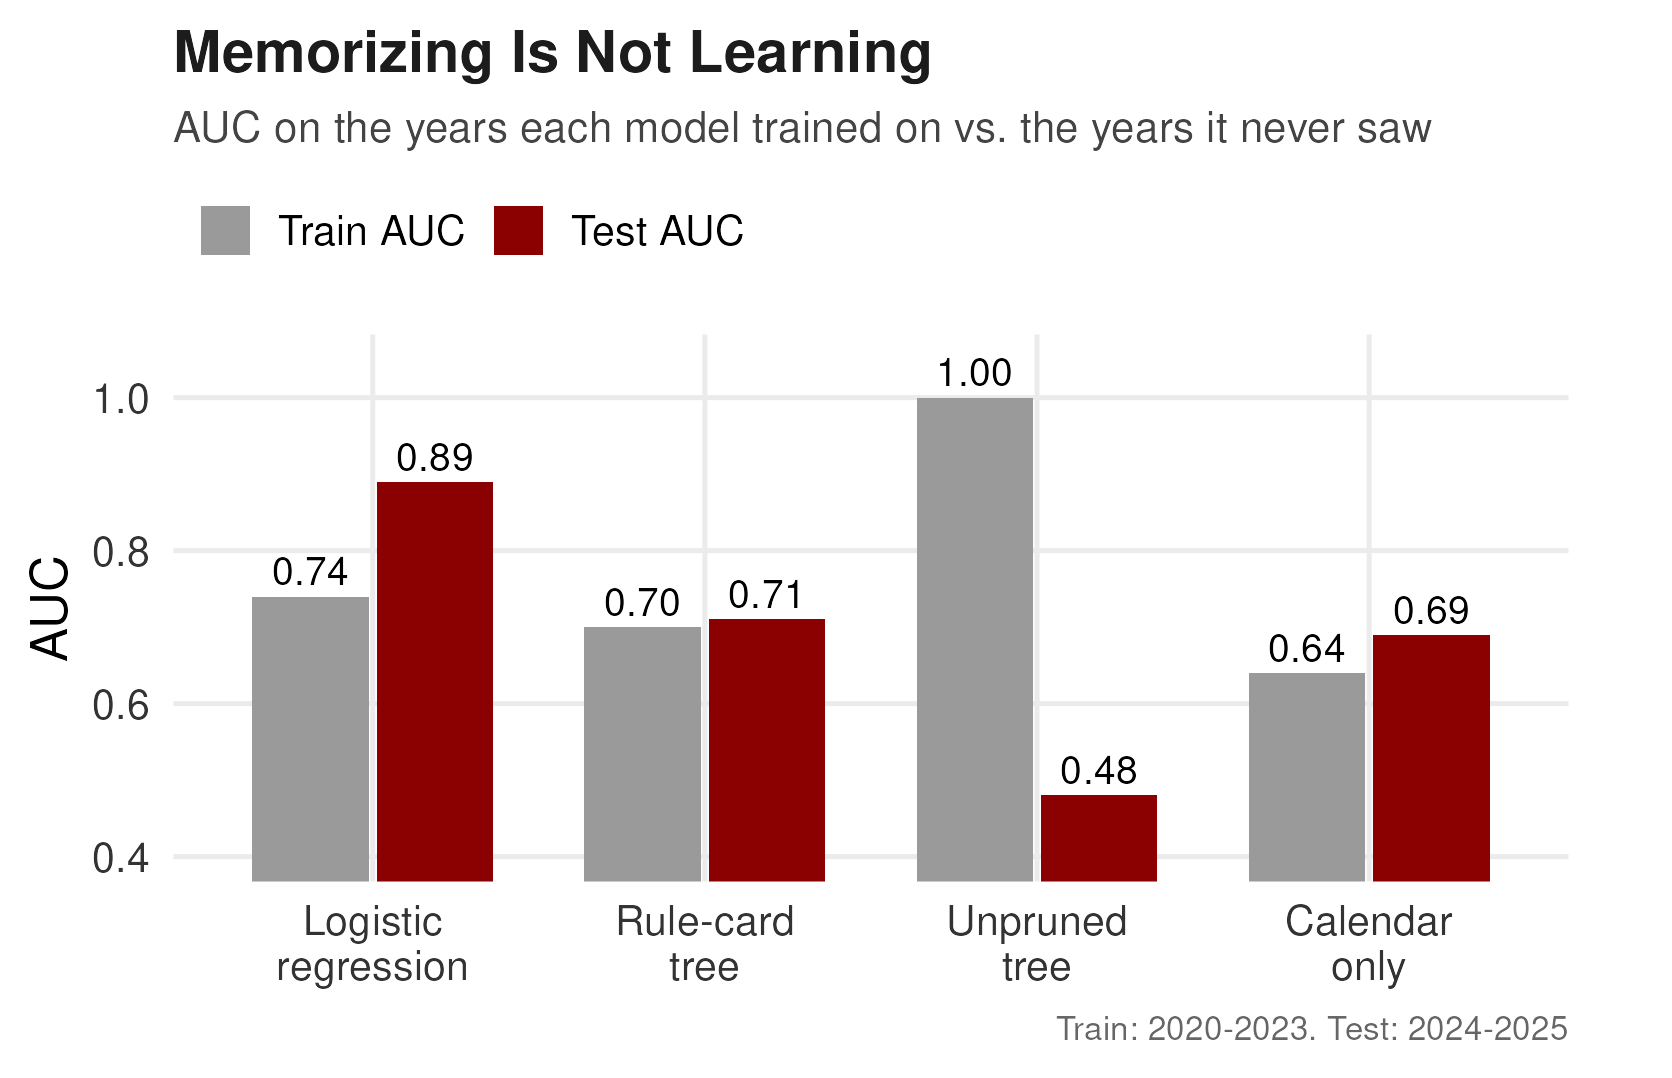 Memorizing Is Not Learning
AUC on the years each model trained on vs. the years it never saw
Train AUC
Test AUC
AUC
1.0
0.8
0.6
0.4
0.74
0.89
0.70
0.71
1.00
0.48
0.64
0.69
Logistic
regression
Rule-card
tree
Unpruned
tree
Calendar
only
Train: 2020-2023. Test: 2024-2025